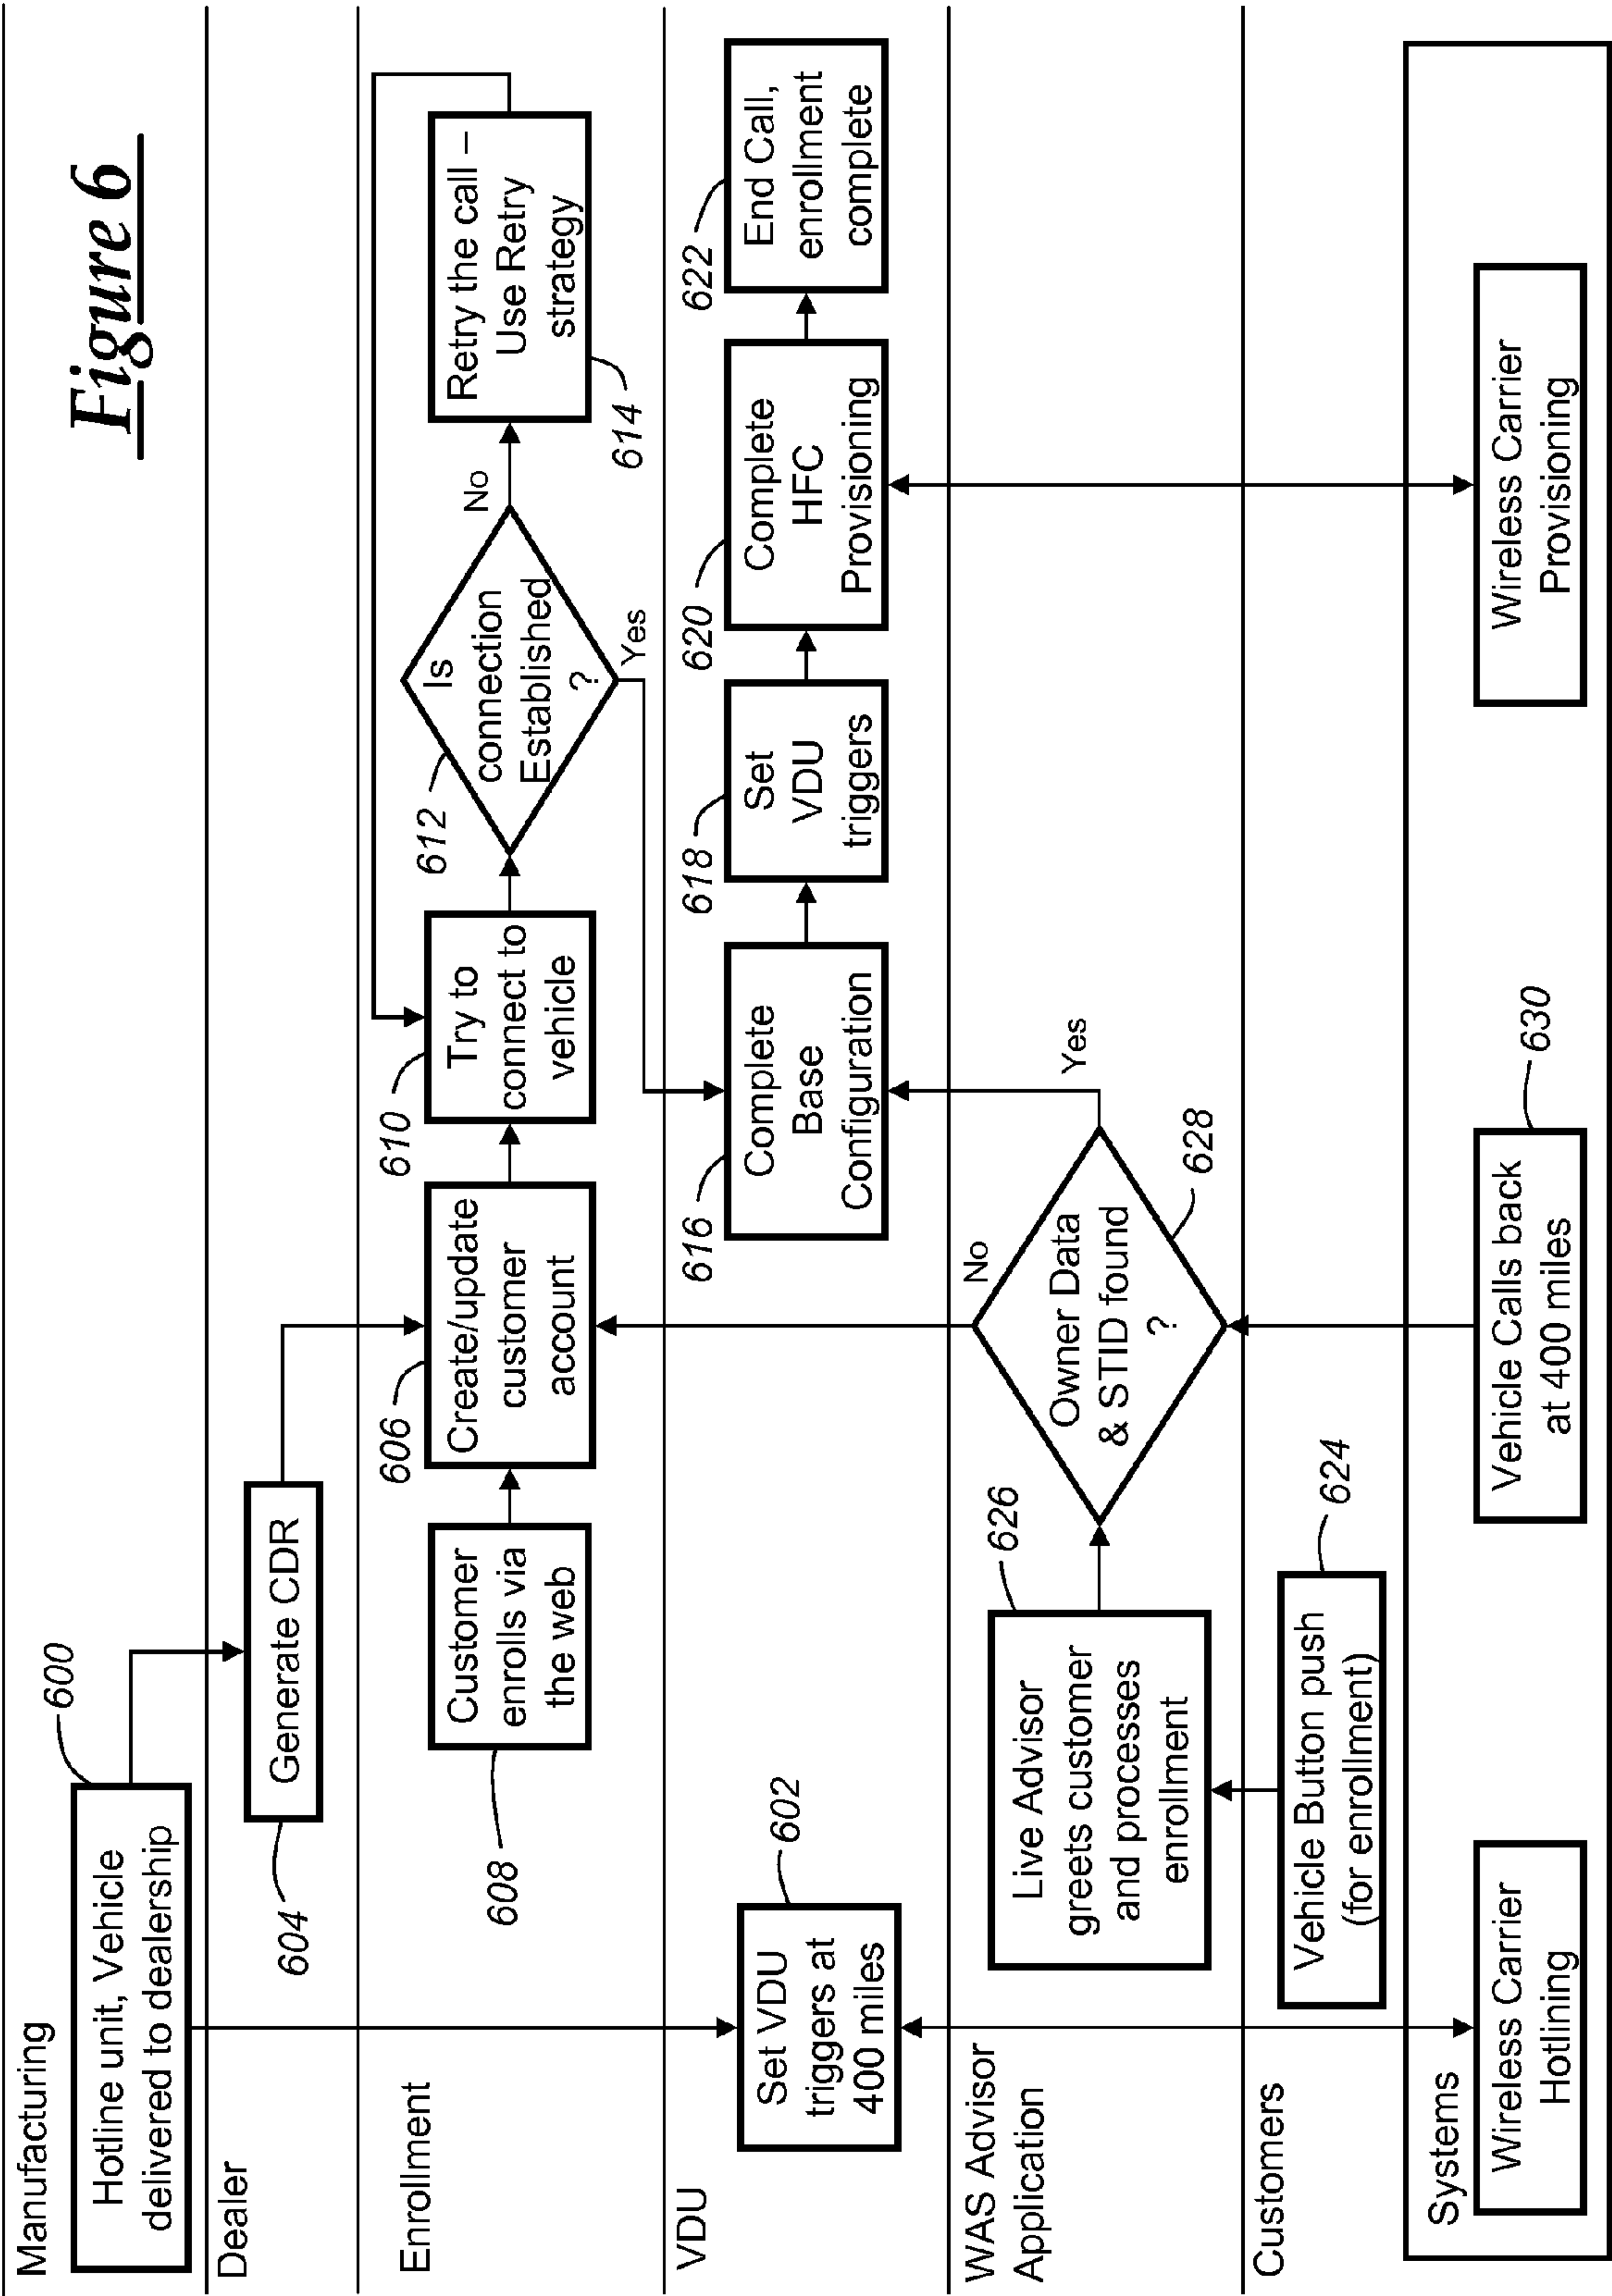 Figure 6
Manufacturing
600
Hotline unit, Vehicle
delivered to dealership
Dealer
Generate CDR
604
Enrollment
Customer
enrolls via
the web
608
606
Create/update
customer
account
610
Try to
connect to
vehicle
612
Is
connection
Established
?
No
Yes
Retry the call –
Use Retry
strategy
614
VDU
602
Set VDU
triggers at
400 miles
616
Complete
Base
Configuration
618
Set
VDU
triggers
620
Complete
HFC
Provisioning
622
End Call,
enrollment
complete
WAS Advisor
Application
626
Live Advisor
greets customer
and processes
enrollment
No
Owner Data
& STID found
?
Yes
628
Customers
Vehicle Button push
(for enrollment)
624
Systems
Wireless Carrier
Hotlining
Vehicle Calls back
at 400 miles
630
Wireless Carrier
Provisioning